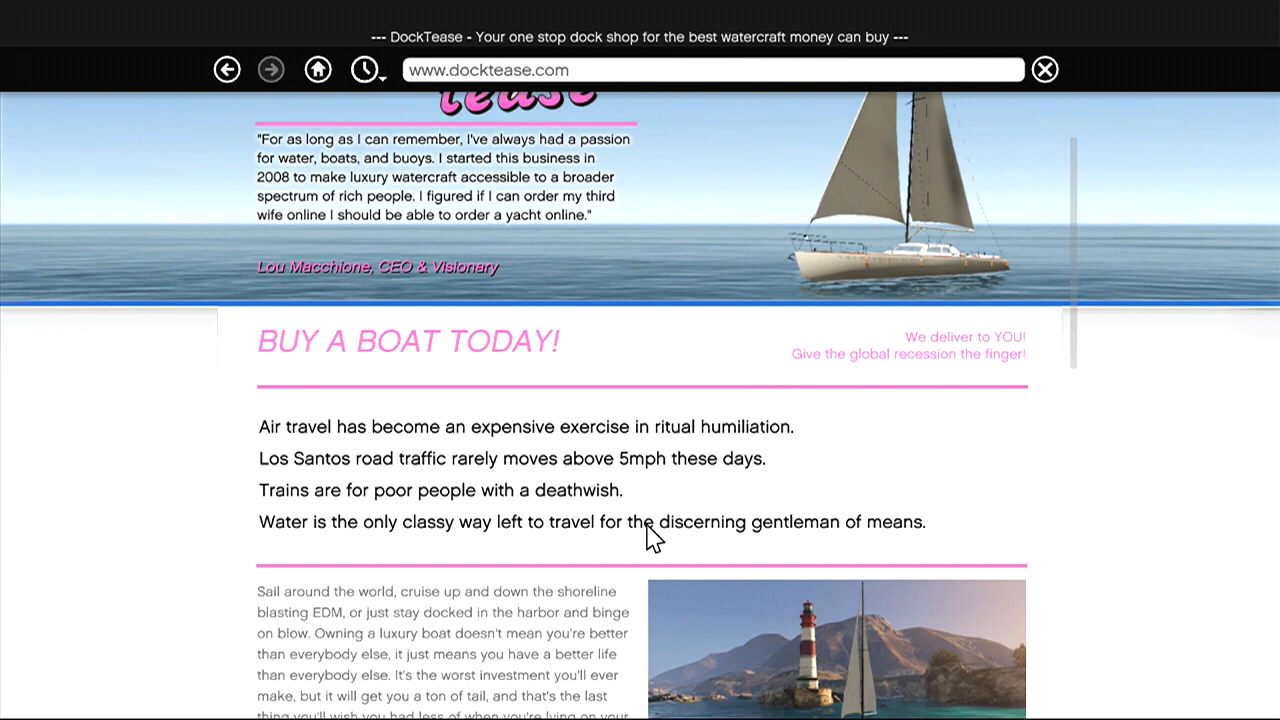 --- DockTease - Your one stop dock shop for the best watercraft money can buy ---
www.docktease.com
tease
"For as long as I can remember, I've always had a passion
for water, boats, and buoys. I started this business in
2008 to make luxury watercraft accessible to a broader
spectrum of rich people. I figured if I can order my third
wife online I should be able to order a yacht online."
Lou Macchione, CEO & Visionary
BUY A BOAT TODAY!
We deliver to YOU!
Give the global recession the finger!
Air travel has become an expensive exercise in ritual humiliation.
Los Santos road traffic rarely moves above 5mph these days.
Trains are for poor people with a deathwish.
Water is the only classy way left to travel for the discerning gentleman of means.
Sail around the world, cruise up and down the shoreline
blasting EDM, or just stay docked in the harbor and binge
on blow. Owning a luxury boat doesn't mean you're better
than everybody else, it just means you have a better life
than everybody else. It's the worst investment you'll ever
make, but it will get you a ton of tail, and that's the last
thing you'll wish you had less of when you're lying on your